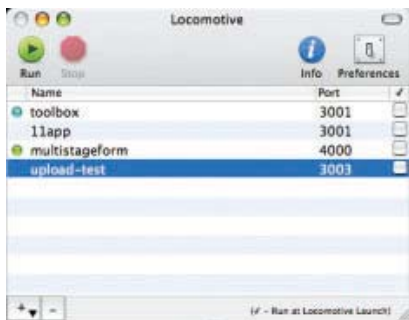 Locomotive
Run Stop Info Preferences
Name Port ✓
toolbox 3001
11app 3001
multistageform 4000
upload-test 3003
+ -
(✓ - Run at Locomotive Launch)